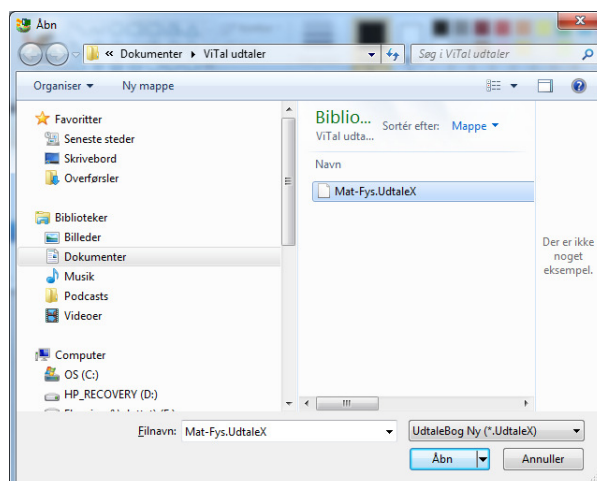 Åbn
« Dokumenter ▸ ViTal udtaler
Søg i ViTal udtaler
Organiser ▾ Ny mappe
Favoritter
Seneste steder
Skrivebord
Overførsler
Biblioteker
Billeder
Dokumenter
Musik
Podcasts
Videoer
Computer
OS (C:)
HP_RECOVERY (D:)
Biblio...
ViTal udta...
Sortér efter: Mappe ▾
Navn
Mat-Fys.UdtaleX
Der er ikke
noget
eksempel.
Filnavn: Mat-Fys.UdtaleX
UdtaleBog Ny (*.UdtaleX)
Åbn
Annuller